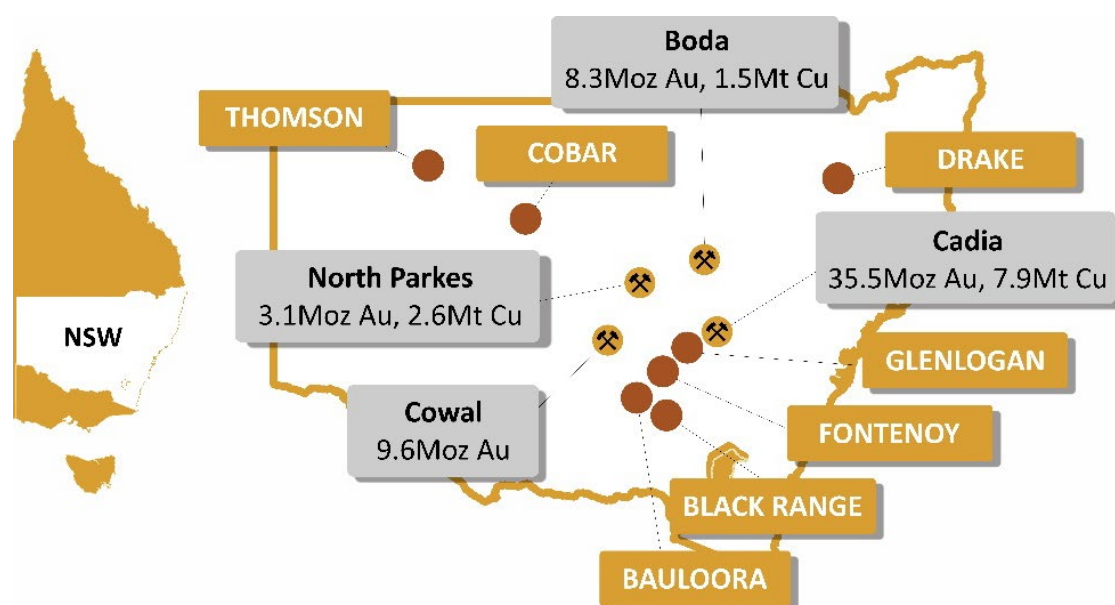 Boda
8.3Moz Au, 1.5Mt Cu
THOMSON
COBAR
DRAKE
Cadia
35.5Moz Au, 7.9Mt Cu
North Parkes
3.1Moz Au, 2.6Mt Cu
NSW
GLENLOGAN
Cowal
9.6Moz Au
FONTENOY
BLACK RANGE
BAULOORA